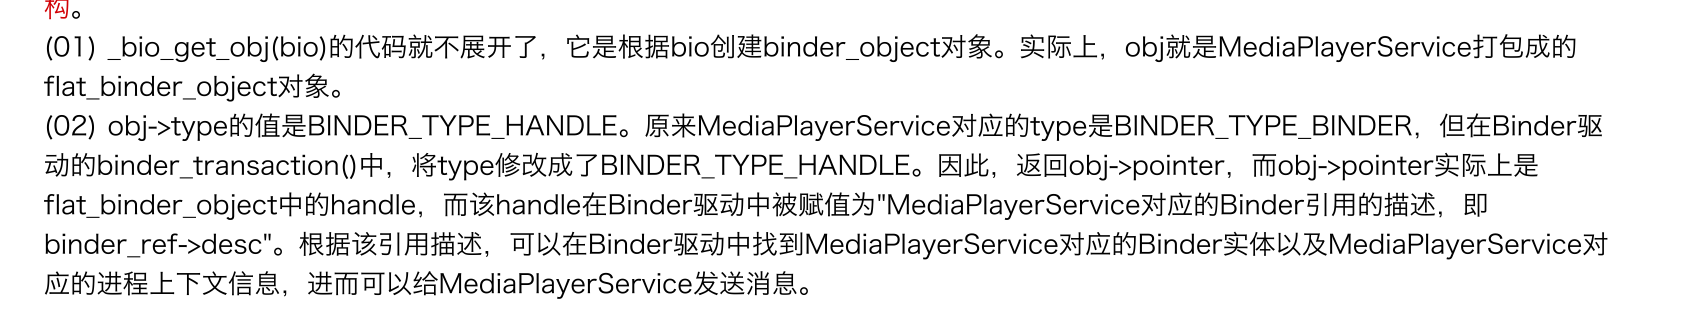 构。
(01) _bio_get_obj(bio)的代码就不展开了，它是根据bio创建binder_object对象。实际上，obj就是MediaPlayerService打包成的
flat_binder_object对象。
(02) obj->type的值是BINDER_TYPE_HANDLE。原来MediaPlayerService对应的type是BINDER_TYPE_BINDER，但在Binder驱
动的binder_transaction()中，将type修改成了BINDER_TYPE_HANDLE。因此，返回obj->pointer，而obj->pointer实际上是
flat_binder_object中的handle，而该handle在Binder驱动中被赋值为"MediaPlayerService对应的Binder引用的描述，即
binder_ref->desc"。根据该引用描述，可以在Binder驱动中找到MediaPlayerService对应的Binder实体以及MediaPlayerService对
应的进程上下文信息，进而可以给MediaPlayerService发送消息。